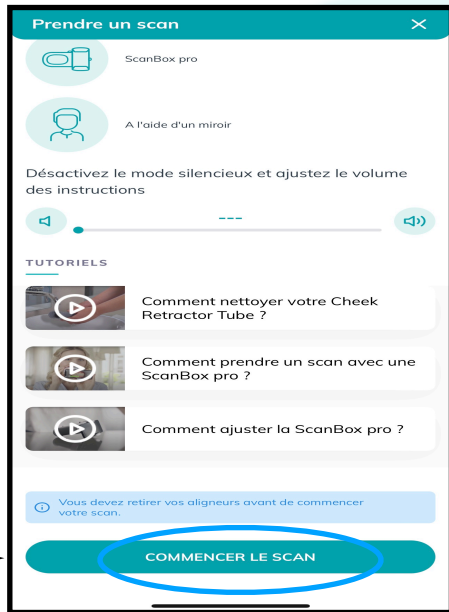 Prendre un scan
ScanBox pro
A l'aide d'un miroir
Désactivez le mode silencieux et ajustez le volume
des instructions
---
TUTORIELS
Comment nettoyer votre Cheek
Retractor Tube ?
Comment prendre un scan avec une
ScanBox pro ?
Comment ajuster la ScanBox pro ?
Vous devez retirer vos aligneurs avant de commencer
votre scan.
COMMENCER LE SCAN